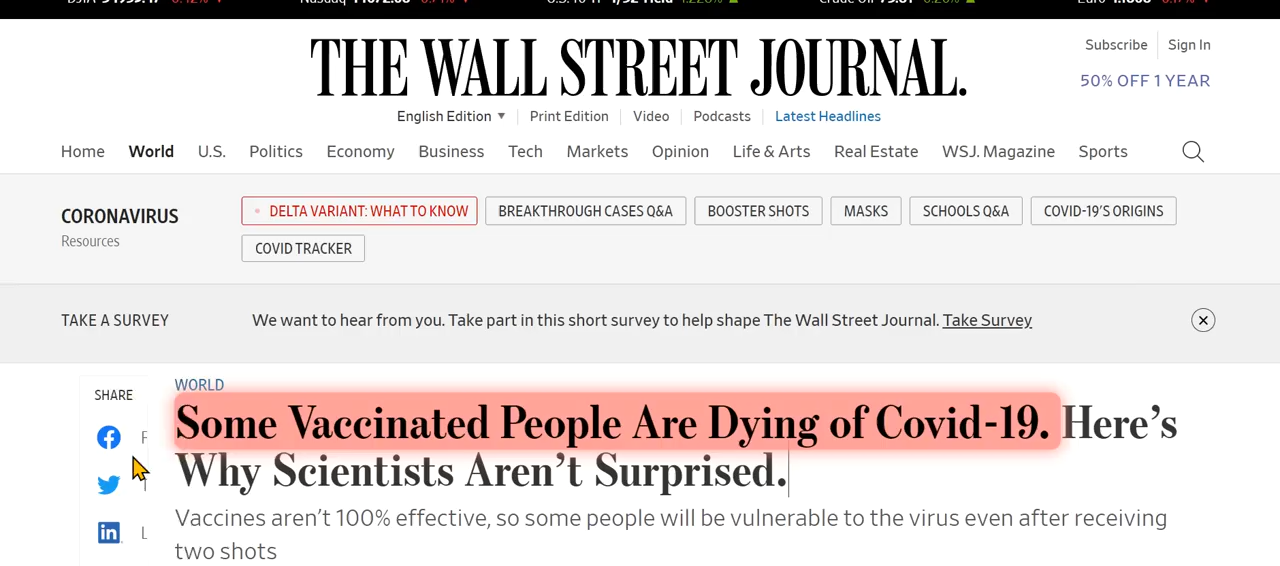 THE WALL STREET JOURNAL.
Subscribe Sign In
50% OFF 1 YEAR
English Edition Print Edition Video Podcasts Latest Headlines
Home World U.S. Politics Economy Business Tech Markets Opinion Life & Arts Real Estate WSJ. Magazine Sports
CORONAVIRUS
Resources
DELTA VARIANT: WHAT TO KNOW BREAKTHROUGH CASES Q&A BOOSTER SHOTS MASKS SCHOOLS Q&A COVID-19'S ORIGINS
COVID TRACKER
TAKE A SURVEY We want to hear from you. Take part in this short survey to help shape The Wall Street Journal. Take Survey
SHARE
WORLD
Some Vaccinated People Are Dying of Covid-19. Here's
Why Scientists Aren't Surprised.
Vaccines aren't 100% effective, so some people will be vulnerable to the virus even after receiving
two shots